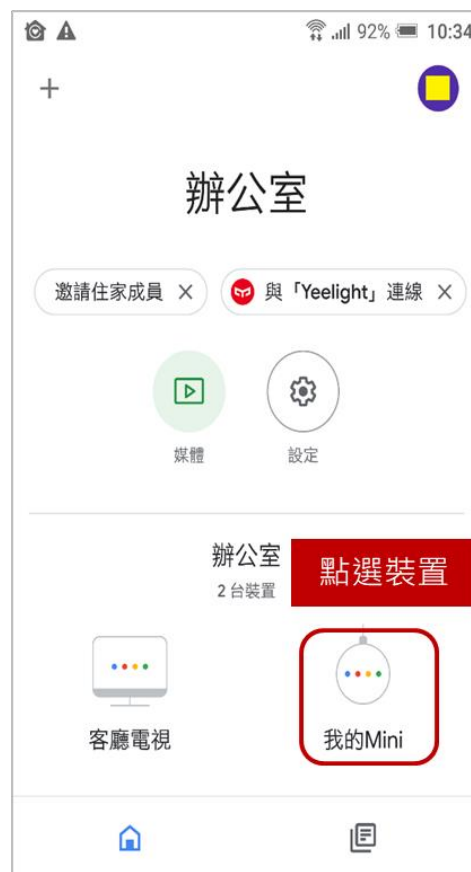 92% 10:34
+
辦公室
邀請住家成員 ×
與「Yeelight」連線 ×
媒體
設定
辦公室
2 台裝置
點選裝置
客廳電視
我的Mini